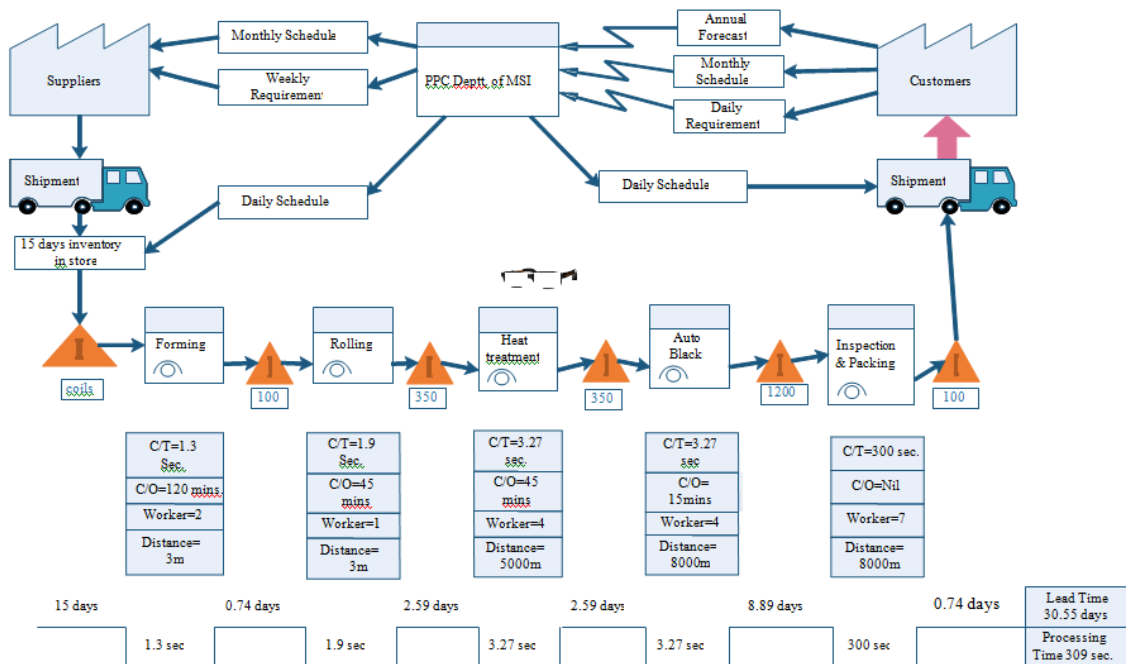 Suppliers
Monthly Schedule
Weekly
Requirement
PPC Deptt. of MSI
Annual
Forecast
Monthly
Schedule
Daily
Requirement
Customers
Shipment
Daily Schedule
Daily Schedule
Shipment
15 days inventory
in store
I
coils
Forming
I
100
Rolling
I
350
Heat
treatment
I
350
Auto
Black
I
1200
Inspection
& Packing
I
100
C/T=1.3
Sec.
C/O=120 mins.
Worker=2
Distance=
3m
C/T=1.9
Sec.
C/O=45
mins
Worker=1
Distance=
3m
C/T=3.27
sec.
C/O=45
mins
Worker=4
Distance=
5000m
C/T=3.27
sec
C/O=
15mins
Worker=4
Distance=
8000m
C/T=300 sec.
C/O=Nil
Worker=7
Distance=
8000m
15 days
0.74 days
2.59 days
2.59 days
8.89 days
0.74 days
Lead Time
30.55 days
1.3 sec
1.9 sec
3.27 sec
3.27 sec
300 sec
Processing
Time 309 sec.